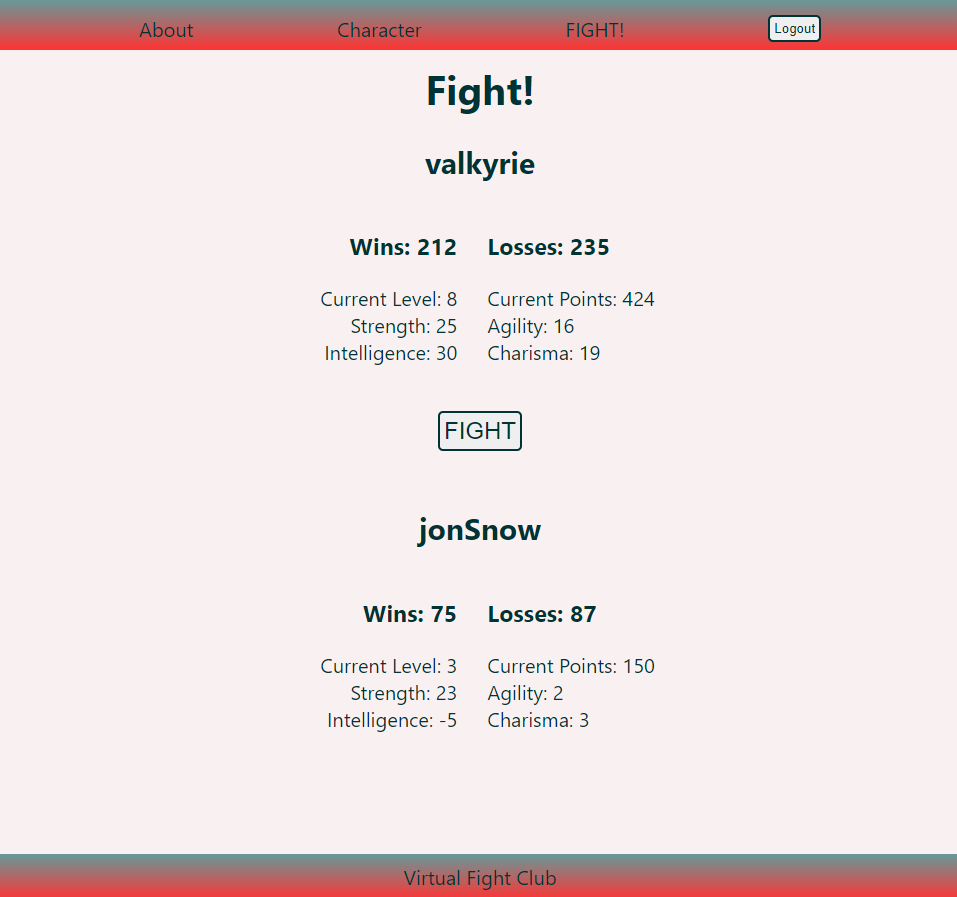 About Character FIGHT! Logout
Fight!
valkyrie
Wins: 212 Losses: 235
Current Level: 8 Current Points: 424
Strength: 25 Agility: 16
Intelligence: 30 Charisma: 19
FIGHT
jonSnow
Wins: 75 Losses: 87
Current Level: 3 Current Points: 150
Strength: 23 Agility: 2
Intelligence: -5 Charisma: 3
Virtual Fight Club